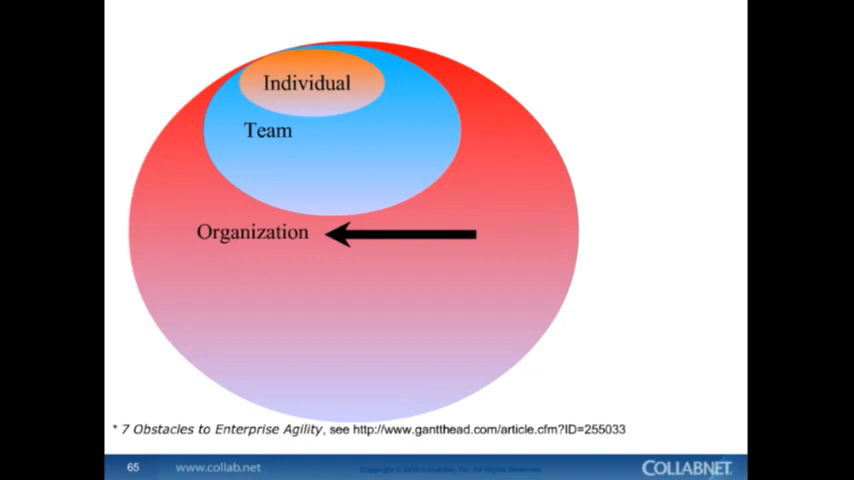 Individual
Team
Organization
* 7 Obstacles to Enterprise Agility, see http://www.gantthead.com/article.cfm?ID=255033
65
www.collab.net
COLLABNET